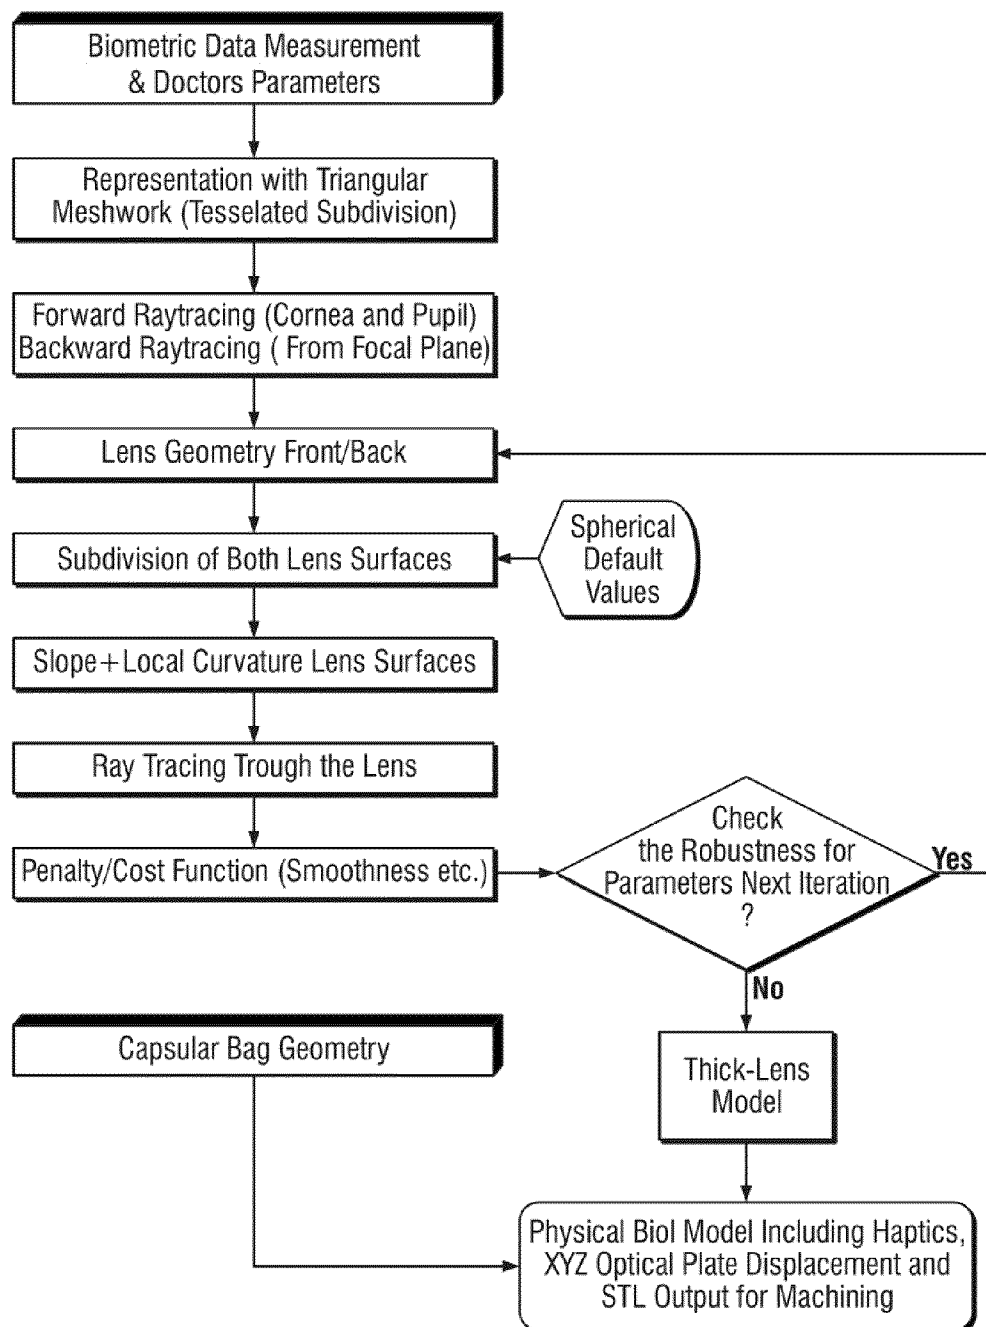 Biometric Data Measurement
& Doctors Parameters
Representation with Triangular
Meshwork (Tesselated Subdivision)
Forward Raytracing (Cornea and Pupil)
Backward Raytracing ( From Focal Plane)
Lens Geometry Front/Back
Spherical
Default
Values
Subdivision of Both Lens Surfaces
Slope+Local Curvature Lens Surfaces
Ray Tracing Trough the Lens
Penalty/Cost Function (Smoothness etc.)
Check
the Robustness for
Parameters Next Iteration
?
Yes
No
Capsular Bag Geometry
Thick-Lens
Model
Physical Biol Model Including Haptics,
XYZ Optical Plate Displacement and
STL Output for Machining